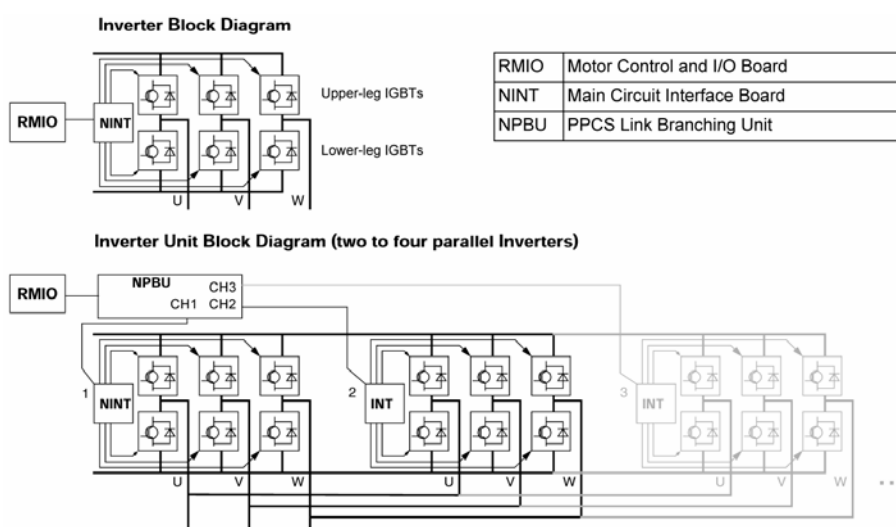 Inverter Block Diagram
RMIO
NINT
Upper-leg IGBTs
Lower-leg IGBTs
U V W
RMIO Motor Control and I/O Board
NINT Main Circuit Interface Board
NPBU PPCS Link Branching Unit
Inverter Unit Block Diagram (two to four parallel Inverters)
RMIO
NPBU
CH3
CH1 CH2
1
NINT
2
INT
3
INT
U V W U V W U V W ...